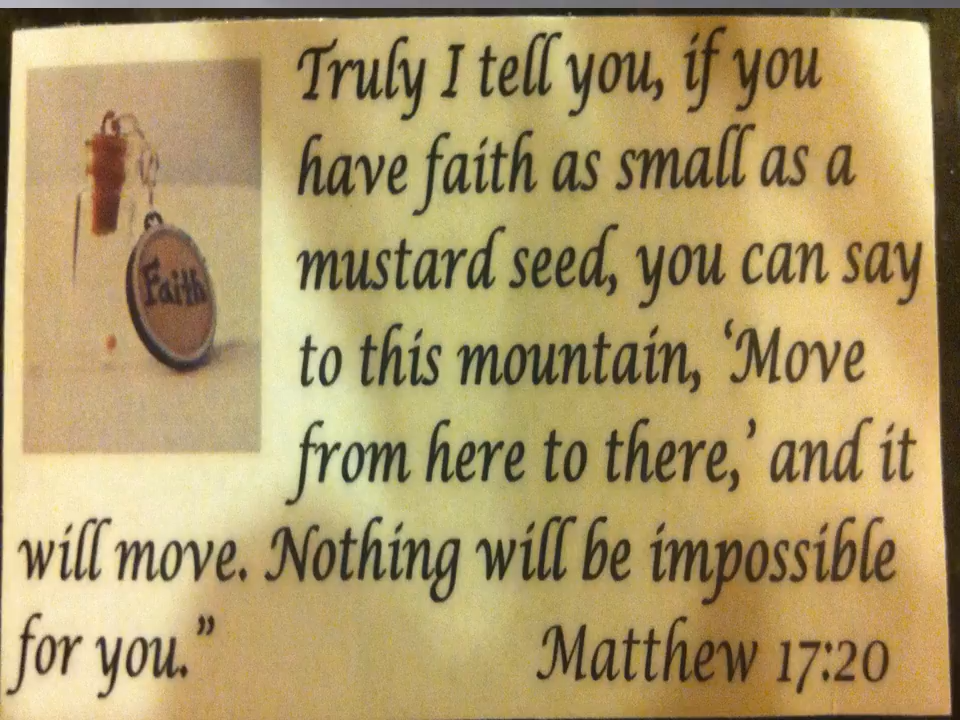 Truly I tell you, if you
have faith as small as a
mustard seed, you can say
to this mountain, ‘Move
from here to there,’ and it
will move. Nothing will be impossible
for you.”
Matthew 17:20
Faith